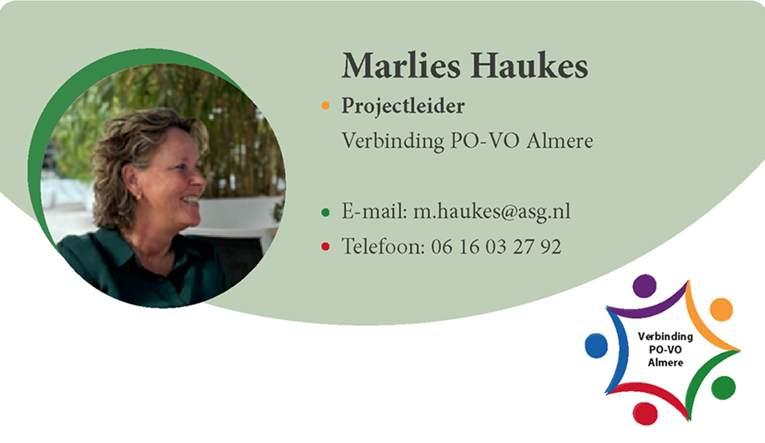 Marlies Haukes
Projectleider
Verbinding PO-VO Almere
E-mail: m.haukes@asg.nl
Telefoon: 06 16 03 27 92
Verbinding
PO-VO
Almere